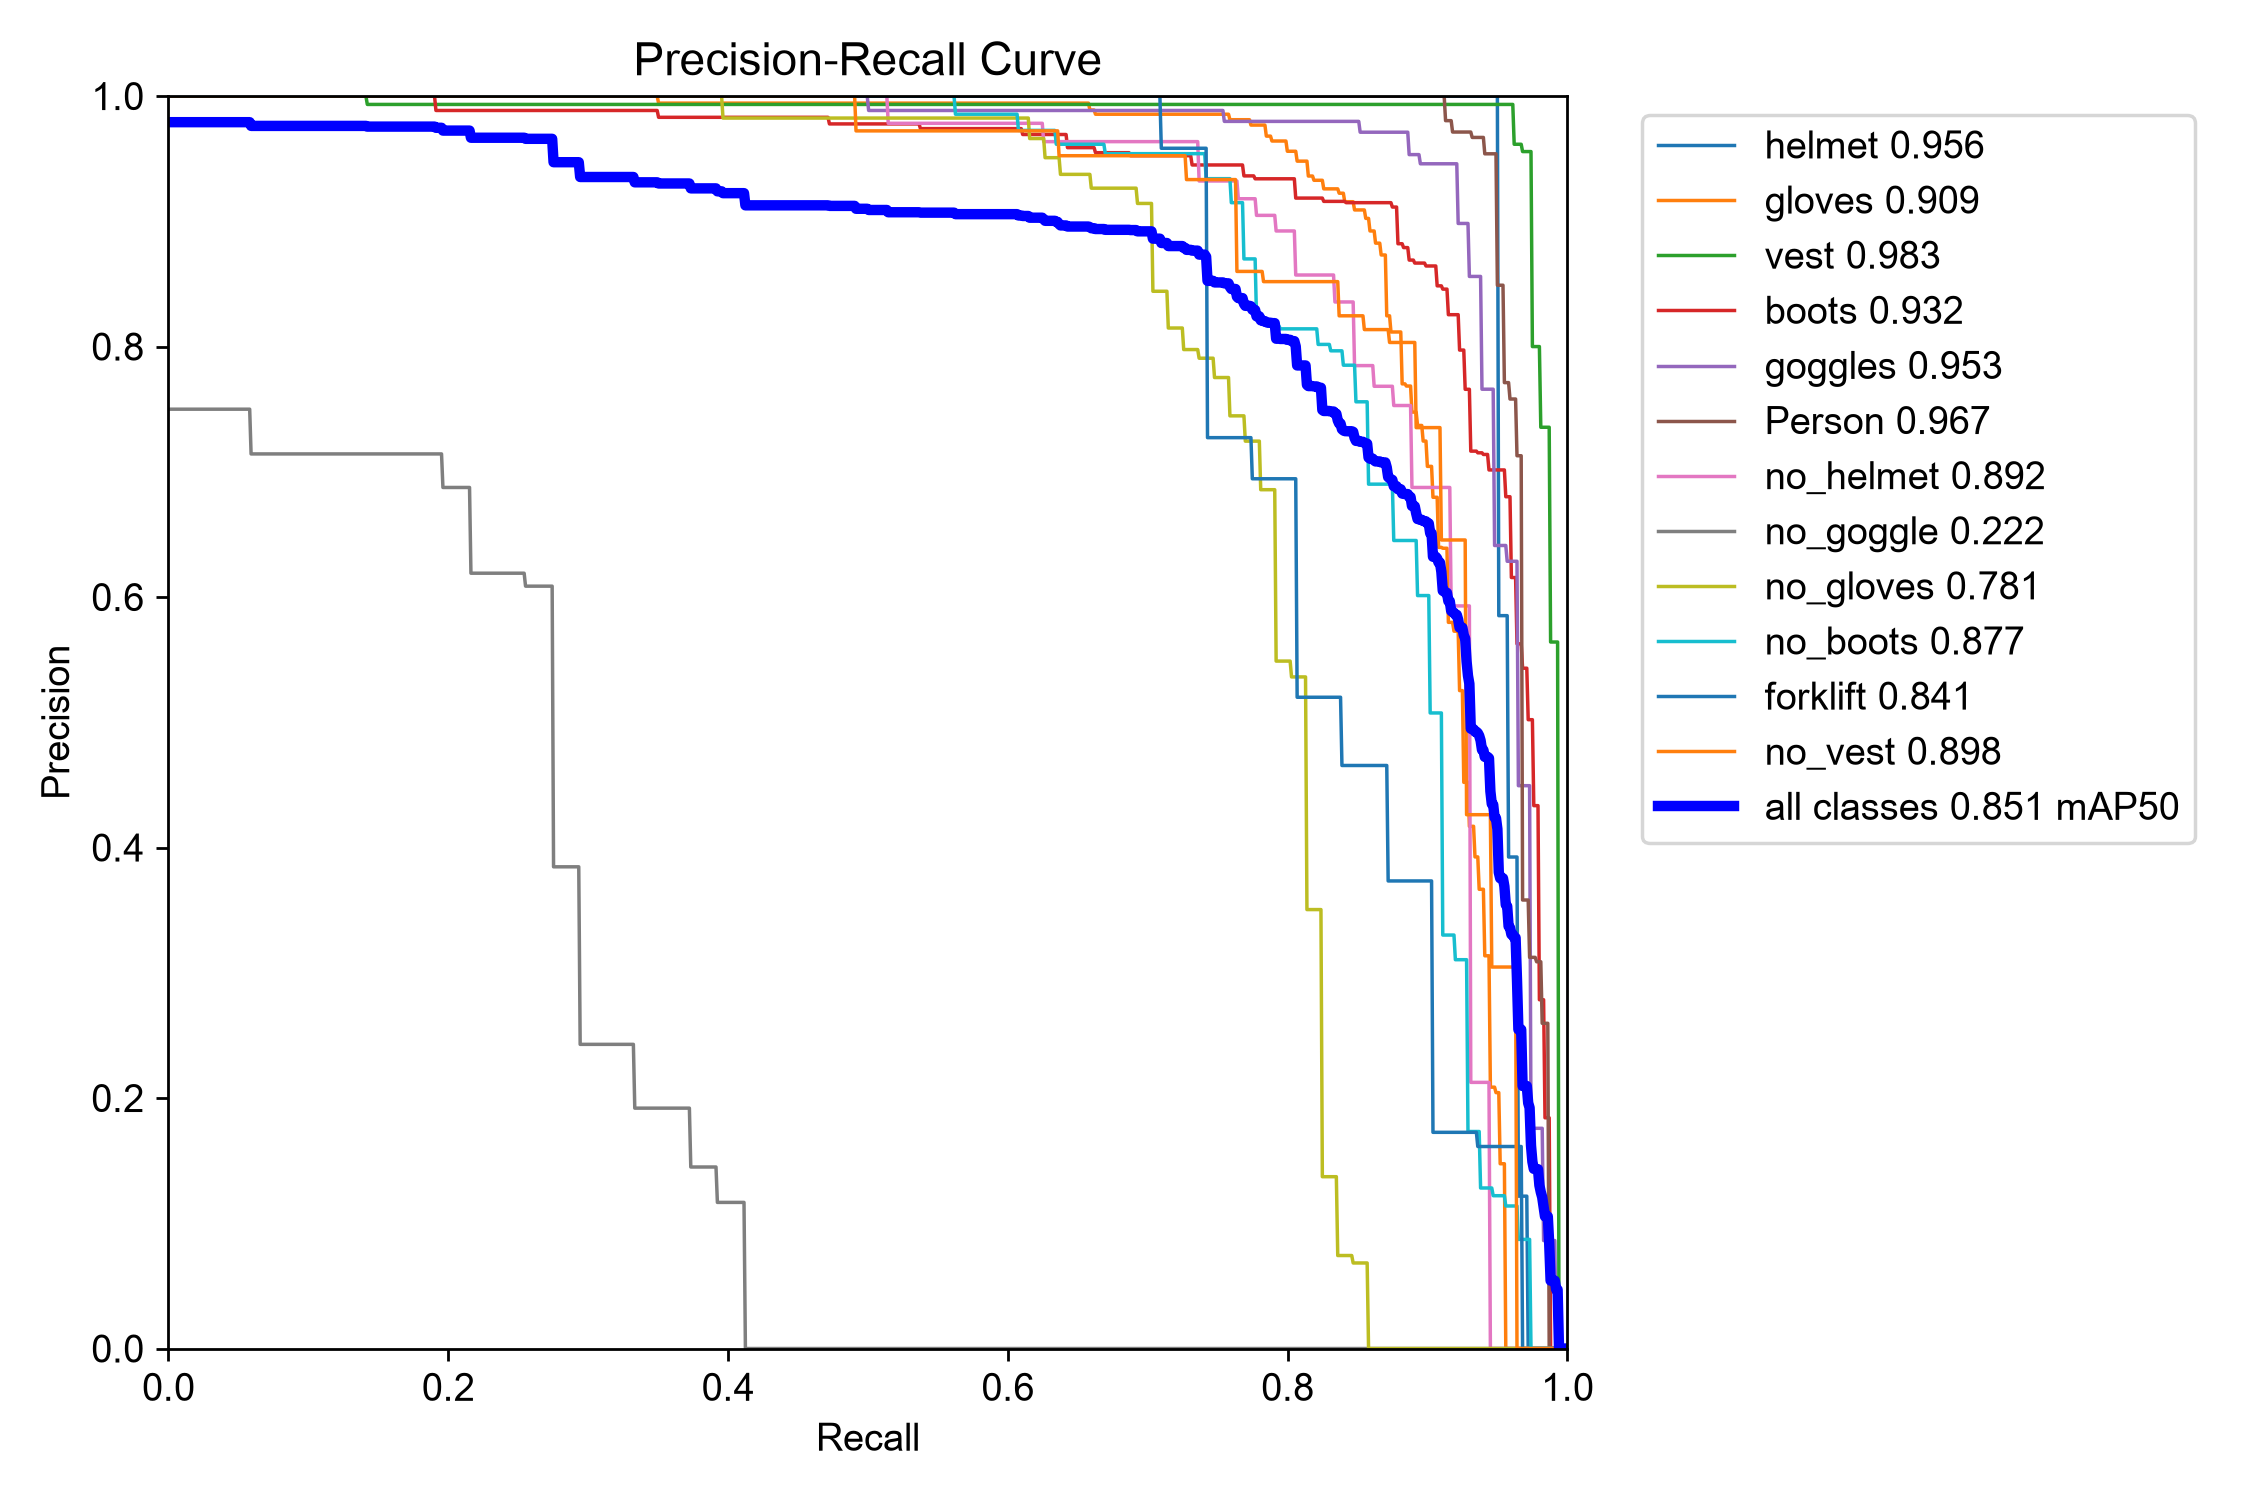 Precision-Recall Curve
1.0
0.8
0.6
0.4
0.2
0.0
Precision
0.0 0.2 0.4 0.6 0.8 1.0
Recall
helmet 0.956
gloves 0.909
vest 0.983
boots 0.932
goggles 0.953
Person 0.967
no_helmet 0.892
no_goggle 0.222
no_gloves 0.781
no_boots 0.877
forklift 0.841
no_vest 0.898
all classes 0.851 mAP50